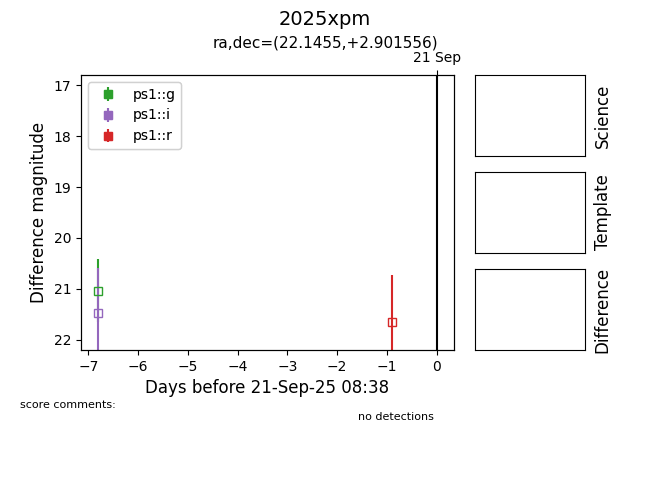 2025xpm
ra,dec=(22.1455,+2.901556)
21 Sep
ps1::g
ps1::i
ps1::r
17
18
19
20
21
22
Difference magnitude
−7 −6 −5 −4 −3 −2 −1 0
Days before 21-Sep-25 08:38
Science
Template
Difference
score comments:
no detections